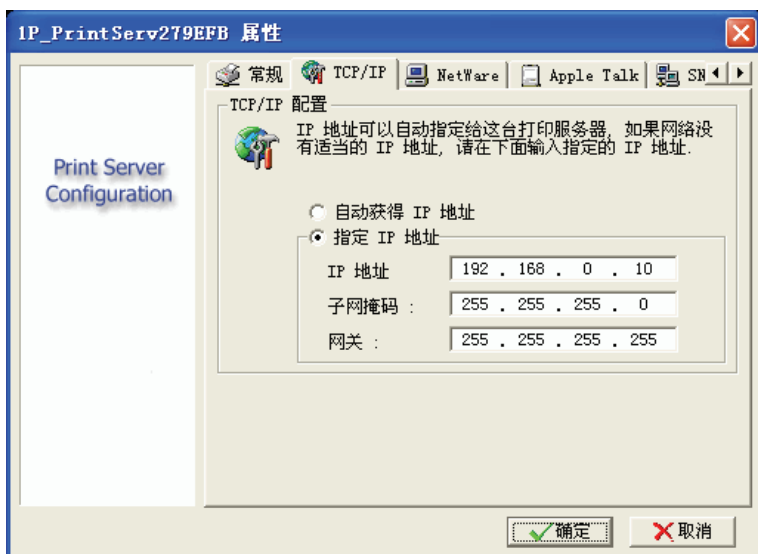 1P_PrintServ279EFB 属性
常规 TCP/IP NetWare Apple Talk SN
TCP/IP 配置
IP 地址可以自动指定给这台打印服务器, 如果网络没
有适当的 IP 地址, 请在下面输入指定的 IP 地址.
Print Server
Configuration
自动获得 IP 地址
指定 IP 地址
IP 地址 192 . 168 . 0 . 10
子网掩码 : 255 . 255 . 255 . 0
网关 : 255 . 255 . 255 . 255
确定 取消